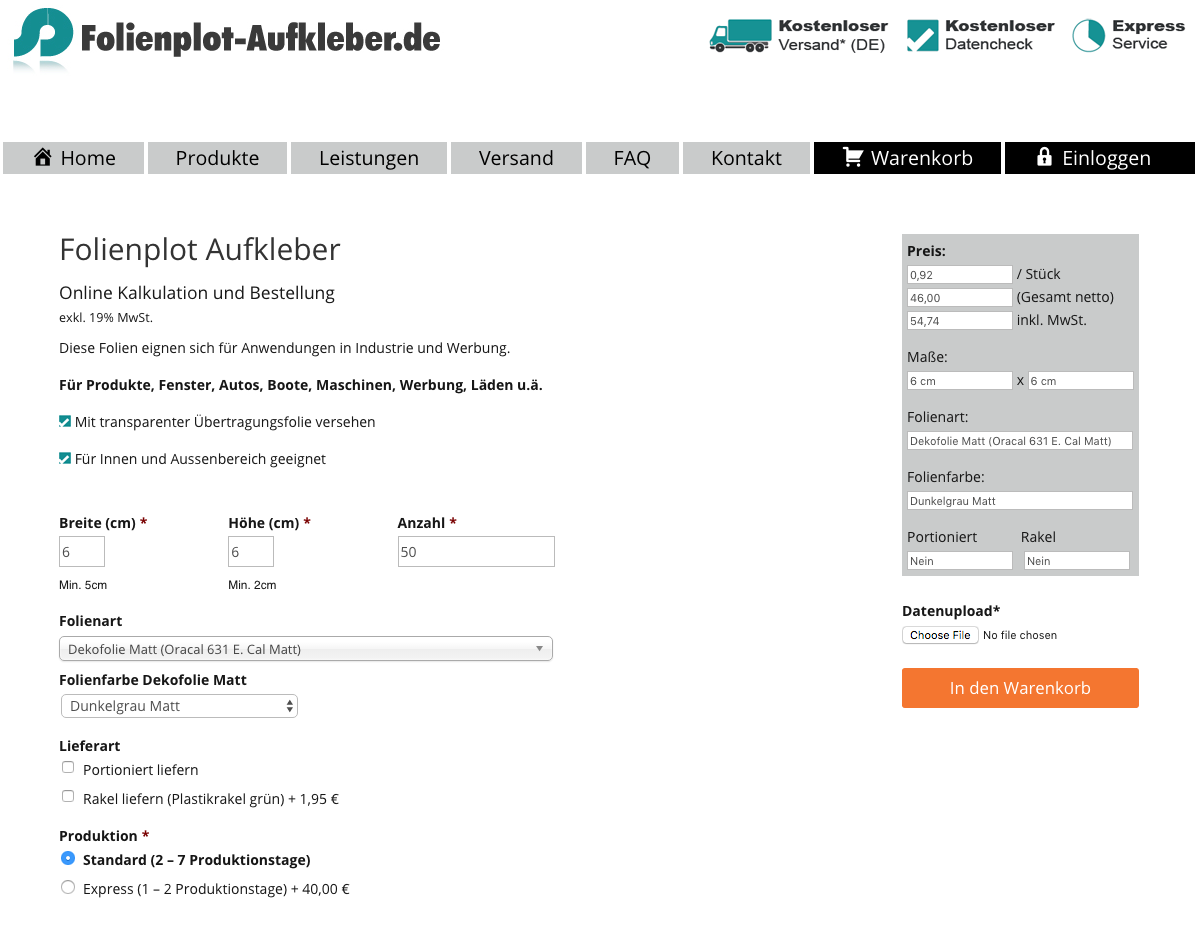 Folienplot-Aufkleber.de
Kostenloser
Versand* (DE)
Kostenloser
Datencheck
Express
Service
Home
Produkte
Leistungen
Versand
FAQ
Kontakt
Warenkorb
Einloggen
Folienplot Aufkleber
Online Kalkulation und Bestellung
exkl. 19% MwSt.
Diese Folien eignen sich für Anwendungen in Industrie und Werbung.
Für Produkte, Fenster, Autos, Boote, Maschinen, Werbung, Läden u.ä.
Mit transparenter Übertragungsfolie versehen
Für Innen und Aussenbereich geeignet
Breite (cm) * Höhe (cm) * Anzahl *
6 6 50
Min. 5cm Min. 2cm
Folienart
Dekofolie Matt (Oracal 631 E. Cal Matt)
Folienfarbe Dekofolie Matt
Dunkelgrau Matt
Lieferart
Portioniert liefern
Rakel liefern (Plastikrakel grün) + 1,95 €
Produktion *
Standard (2 – 7 Produktionstage)
Express (1 – 2 Produktionstage) + 40,00 €
Preis:
0,92 / Stück
46,00 (Gesamt netto)
54,74 inkl. MwSt.
Maße:
6 cm x 6 cm
Folienart:
Dekofolie Matt (Oracal 631 E. Cal Matt)
Folienfarbe:
Dunkelgrau Matt
Portioniert Rakel
Nein Nein
Datenupload*
Choose File No file chosen
In den Warenkorb